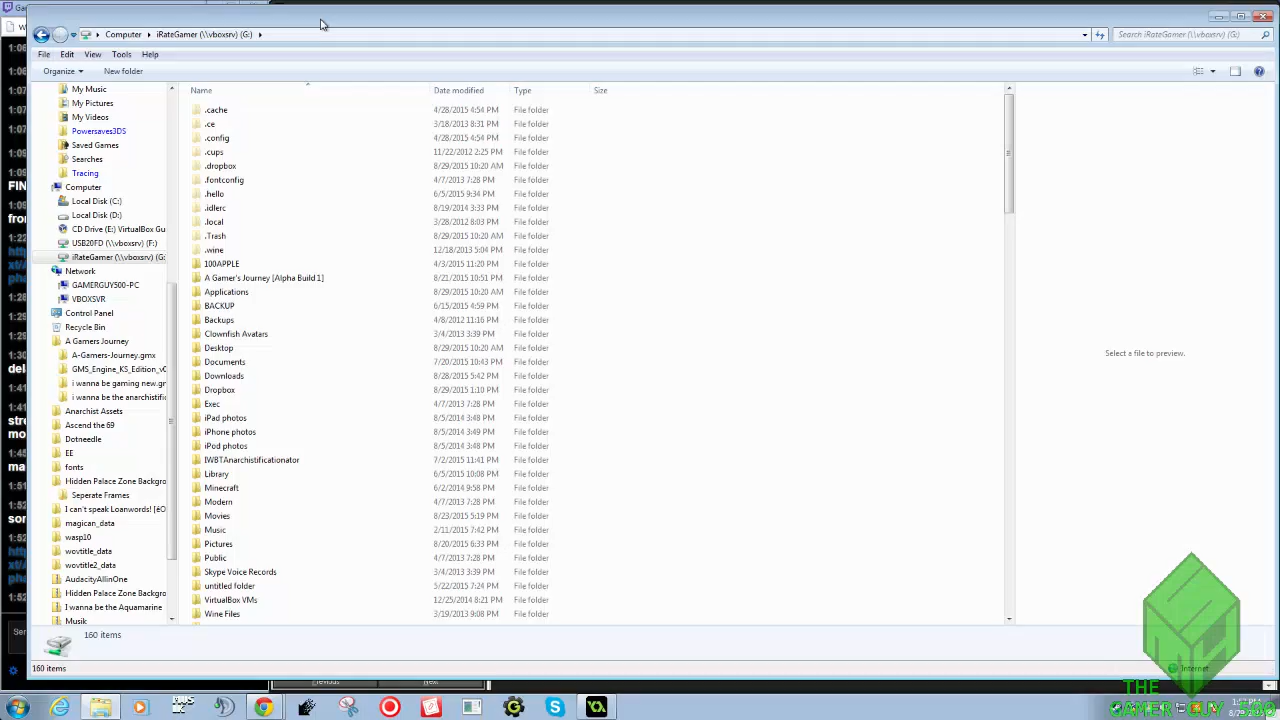 Ga
Computer ▸ iRateGamer (\\vboxsrv) (G:) ▸
Search iRateGamer (\\vboxsrv) (G:)
File Edit View Tools Help
Organize New folder
Name Date modified Type Size
My Music
My Pictures
My Videos
Powersaves3DS
Saved Games
Searches
Tracing
Computer
Local Disk (C:)
Local Disk (D:)
CD Drive (E:) VirtualBox Gu
USB20FD (\\vboxsrv) (F:)
iRateGamer (\\vboxsrv) (G:
Network
GAMERGUY500-PC
VBOXSVR
Control Panel
Recycle Bin
A Gamers Journey
A-Gamers-Journey.gmx
GMS_Engine_KS_Edition_v0
i wanna be gaming new.gr
i wanna be the anarchistific
Anarchist Assets
Ascend the 69
Dotneedle
EE
fonts
Hidden Palace Zone Backgro
Seperate Frames
magican_data
wasp10
wovtitle_data
wovtitle2_data
AudacityAllinOne
Hidden Palace Zone Backgro
I wanna be the Aquamarine
Musik
.cache 4/28/2015 4:54 PM File folder
.ce 3/18/2013 8:31 PM File folder
.config 4/28/2015 4:54 PM File folder
.cups 11/22/2012 2:25 PM File folder
.dropbox 8/29/2015 10:20 AM File folder
.fontconfig 4/7/2013 7:28 PM File folder
.hello 6/5/2015 9:34 PM File folder
.idlerc 8/19/2014 3:33 PM File folder
.local 3/28/2012 8:03 PM File folder
.Trash 8/29/2015 10:20 AM File folder
.wine 12/18/2013 5:04 PM File folder
100APPLE 4/3/2015 11:20 PM File folder
A Gamer's Journey [Alpha Build 1] 8/21/2015 10:51 PM File folder
Applications 8/29/2015 10:20 AM File folder
BACKUP 6/15/2015 4:59 PM File folder
Backups 4/8/2012 11:16 PM File folder
Clownfish Avatars 3/4/2013 3:39 PM File folder
Desktop 8/29/2015 10:20 AM File folder
Documents 7/20/2015 10:43 PM File folder
Downloads 8/28/2015 5:42 PM File folder
Dropbox 8/29/2015 1:10 PM File folder
Exec 4/7/2013 7:28 PM File folder
iPad photos 8/5/2014 3:48 PM File folder
iPhone photos 8/5/2014 3:49 PM File folder
iPod photos 8/5/2014 3:48 PM File folder
IWBTAnarchistificationator 7/2/2015 11:41 PM File folder
Library 6/5/2015 10:08 PM File folder
Minecraft 6/2/2014 9:58 PM File folder
Modern 4/7/2013 7:28 PM File folder
Movies 8/23/2015 5:19 PM File folder
Music 2/11/2015 7:42 PM File folder
Pictures 8/20/2015 6:33 PM File folder
Public 4/7/2013 7:28 PM File folder
Skype Voice Records 3/4/2013 3:39 PM File folder
untitled folder 5/22/2015 7:24 PM File folder
VirtualBox VMs 12/25/2014 8:21 PM File folder
Wine Files 3/19/2013 9:08 PM File folder
Select a file to preview.
160 items
160 items
Internet
Previous Next
THE
GAMER GUY 500